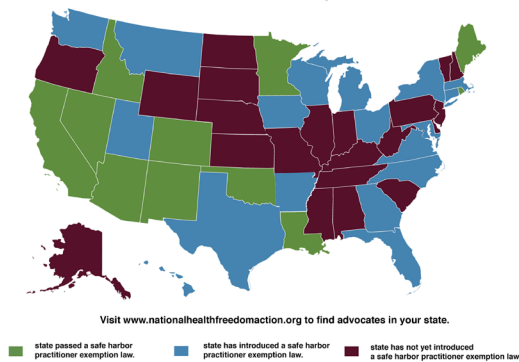 Visit www.nationalhealthfreedomaction.org to find advocates in your state.
state passed a safe harbor
practitioner exemption law.
state has introduced a safe harbor
practitioner exemption law.
state has not yet introduced
a safe harbor practitioner exemption law.